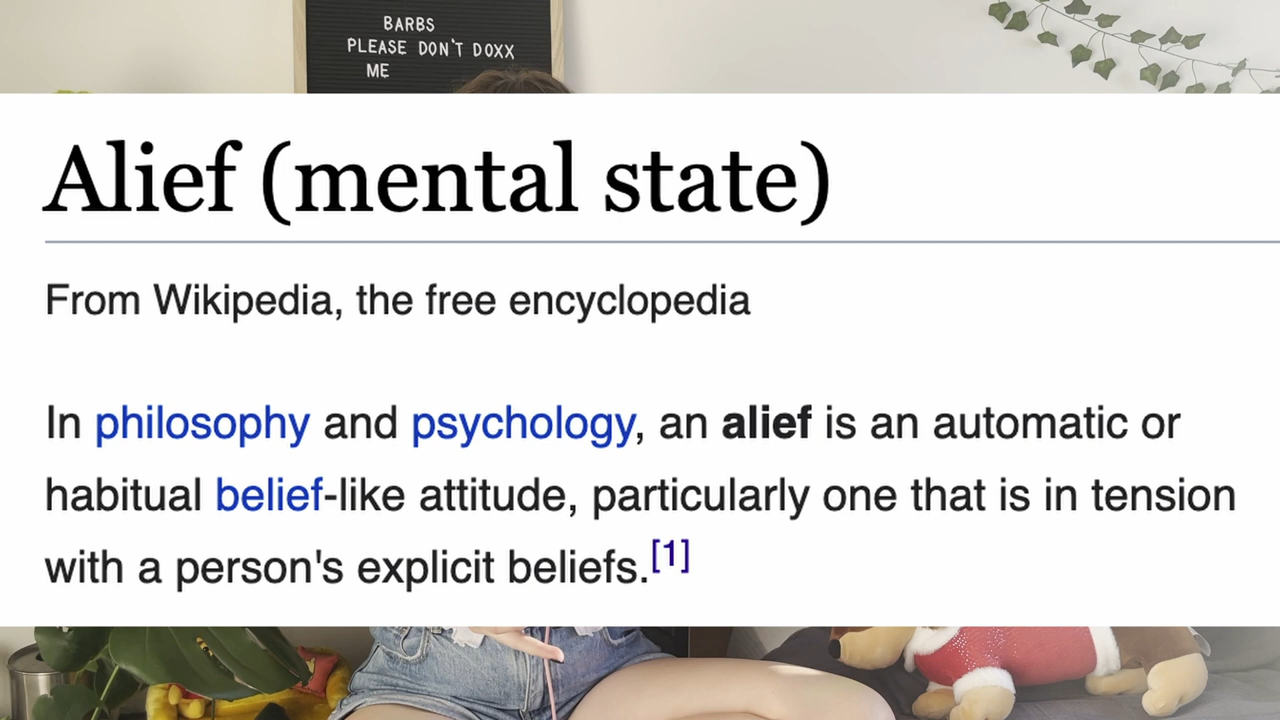 BARBS
PLEASE DON'T DOXX
ME
Alief (mental state)
From Wikipedia, the free encyclopedia
In philosophy and psychology, an alief is an automatic or
habitual belief-like attitude, particularly one that is in tension
with a person's explicit beliefs.[1]